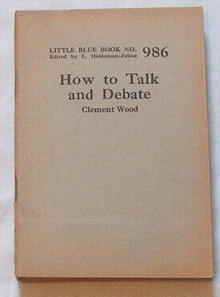 LITTLE BLUE BOOK NO. 986
Edited by E. Haldeman-Julius
How to Talk
and Debate
Clement Wood